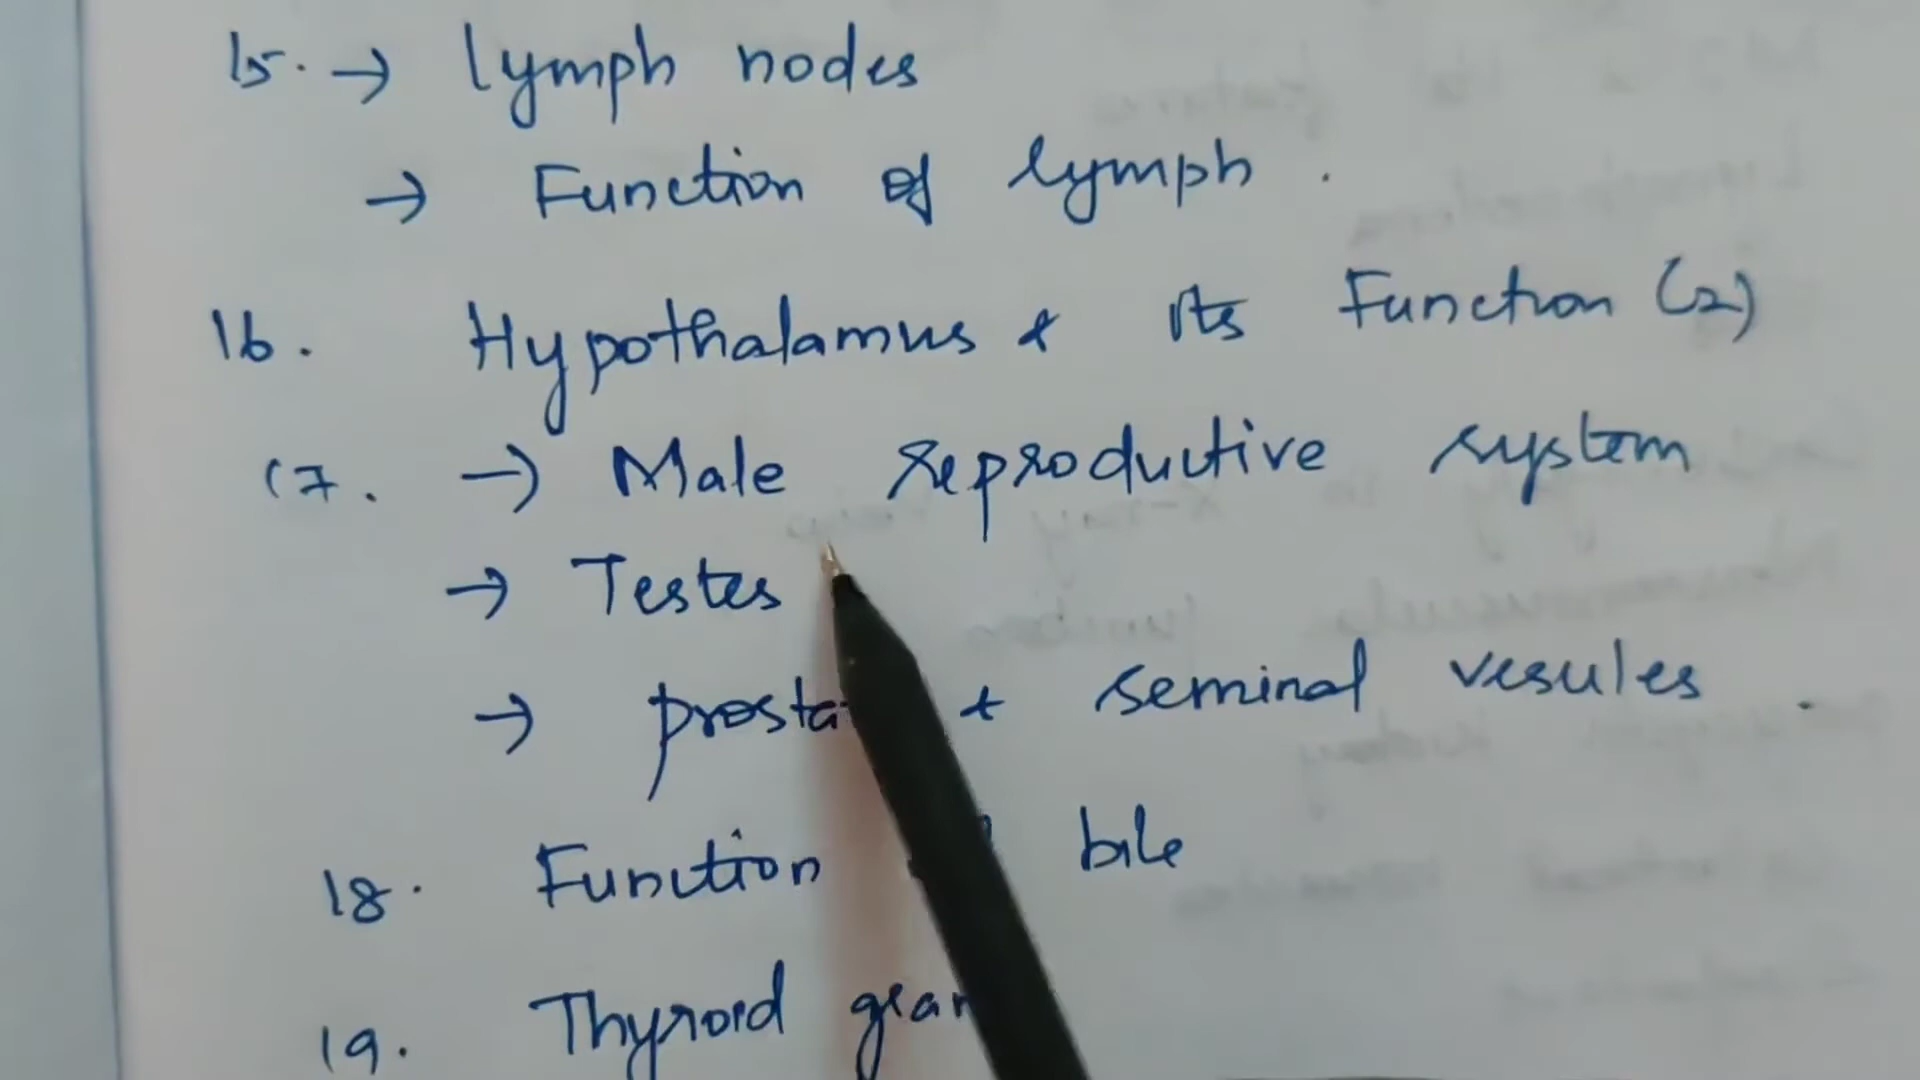 15. → lymph nodes
→ Function of lymph.
16. Hypothalamus & its Function (2)
17. → Male reproductive system
→ Testes
→ prosta & seminal vesules.
18. Function bile
19. Thyroid glan